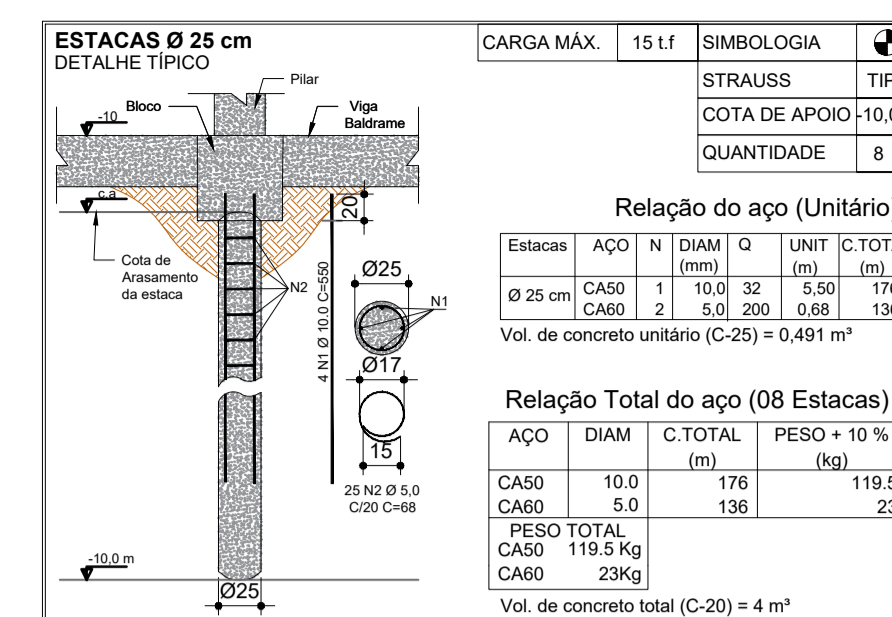 ESTACAS Ø 25 cm
DETALHE TÍPICO
Pilar
Bloco
Viga
Baldrame
-10
c.a
20
Cota de
Arasamento
da estaca
N2
4 N1 Ø 10.0 C=550
Ø25
N1
Ø17
15
25 N2 Ø 5,0
C/20 C=68
-10,0 m
Ø25
CARGA MÁX. 15 t.f SIMBOLOGIA
STRAUSS
COTA DE APOIO -10,0
QUANTIDADE 8
Relação do aço (Unitário)
Estacas AÇO N DIAM Q UNIT
(mm) (m) (m)
Ø 25 cm
CA50 1 10,0 32 5,50
CA60 2 5,0 200 0,68
Vol. de concreto unitário (C-25) = 0,491 m³
Relação Total do aço (08 Estacas)
AÇO DIAM C.TOTAL PESO + 10 %
(m) (kg)
CA50 10.0 176 119.5
CA60 5.0 136 23
PESO TOTAL
CA50 119.5 Kg
CA60 23Kg
Vol. de concreto total (C-20) = 4 m³